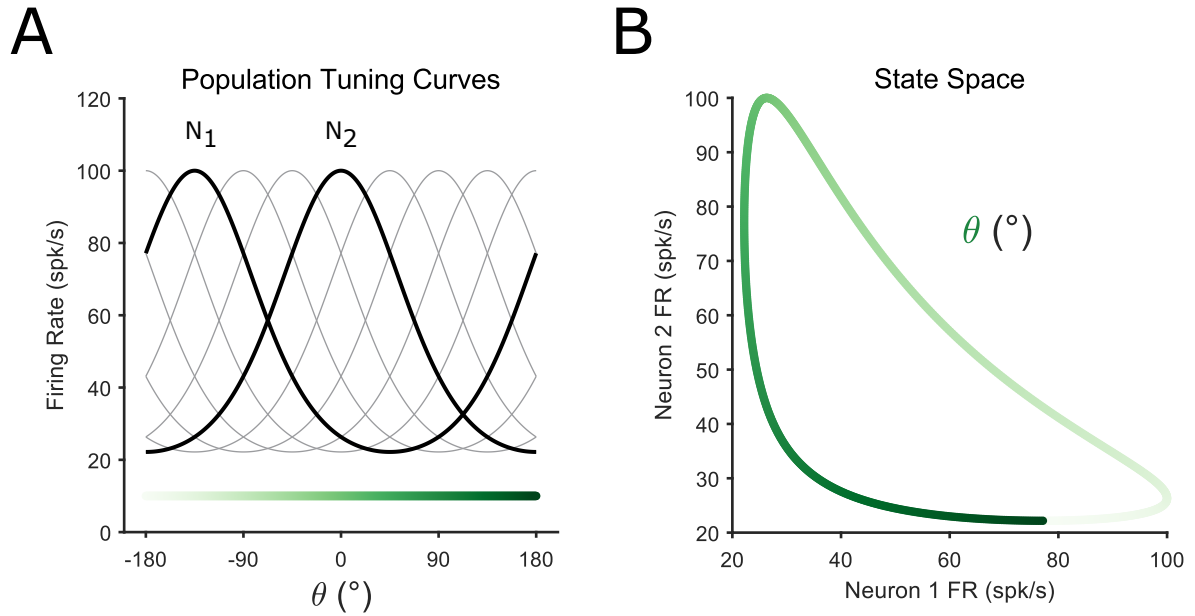 A
Population Tuning Curves
N1
N2
Firing Rate (spk/s)
120
100
80
60
40
20
0
-180
-90
0
90
180
θ (°)
B
State Space
θ (°)
Neuron 2 FR (spk/s)
100
90
80
70
60
50
40
30
20
20
40
60
80
100
Neuron 1 FR (spk/s)